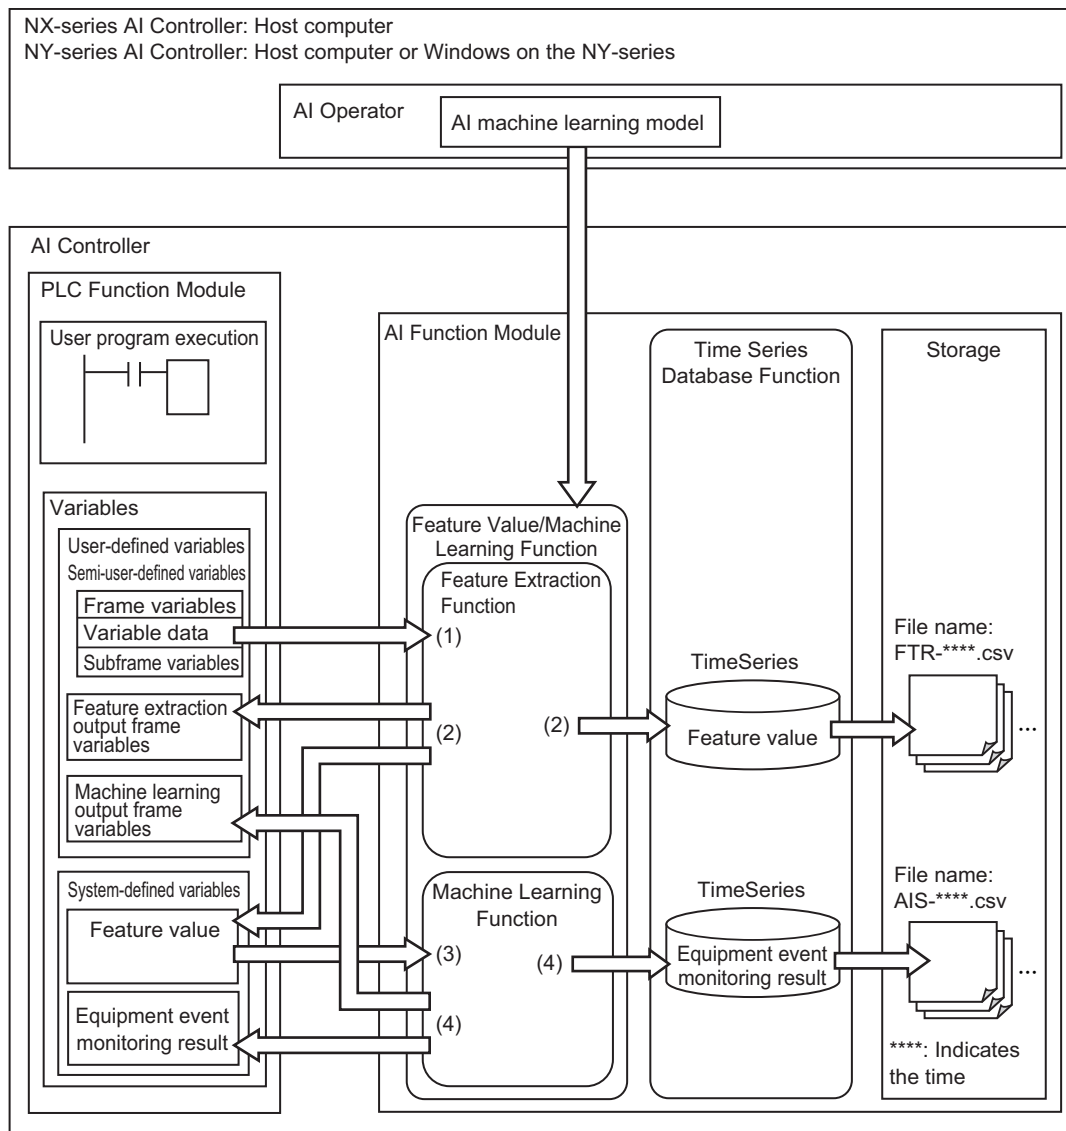 NX-series AI Controller: Host computer
NY-series AI Controller: Host computer or Windows on the NY-series
AI Operator
AI machine learning model
AI Controller
PLC Function Module
User program execution
Variables
User-defined variables
Semi-user-defined variables
Frame variables
Variable data
Subframe variables
Feature extraction
output frame
variables
Machine learning
output frame
variables
System-defined variables
Feature value
Equipment event
monitoring result
AI Function Module
Feature Value/Machine
Learning Function
Feature Extraction
Function
(1)
(2)
(2)
Machine Learning
Function
(3)
(4)
(4)
Time Series
Database Function
TimeSeries
Feature value
TimeSeries
Equipment event
monitoring result
Storage
File name:
FTR-****.csv
...
File name:
AIS-****.csv
...
****: Indicates
the time